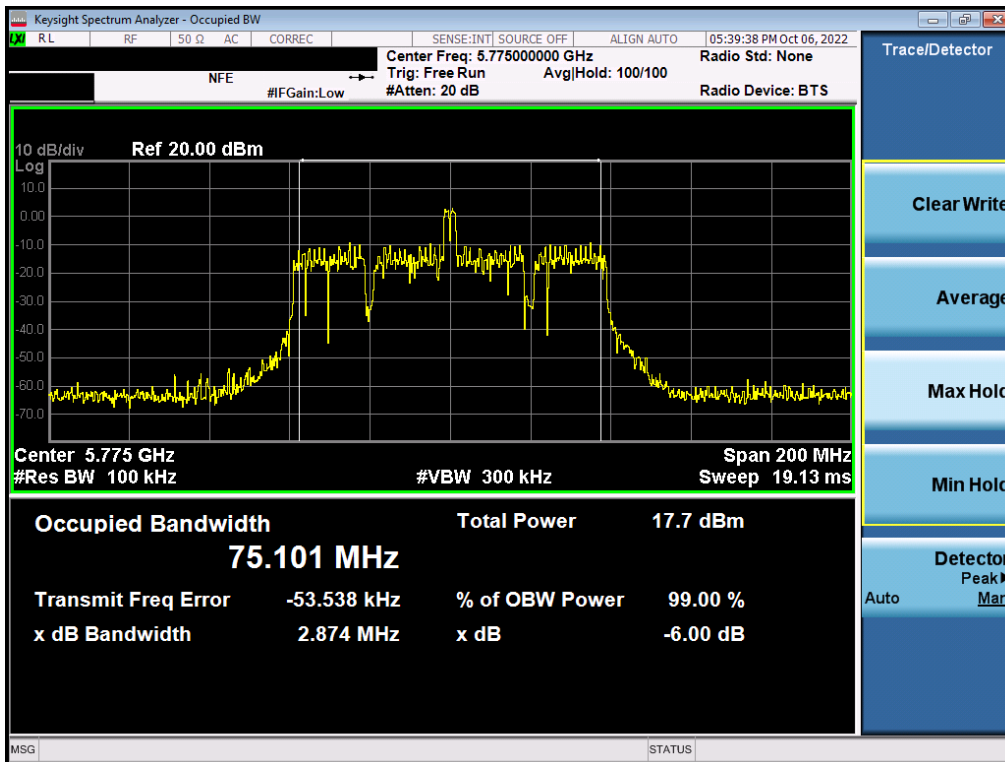 Keysight Spectrum Analyzer - Occupied BW
LXI RL RF 50 Ω AC CORREC SENSE:INT SOURCE OFF ALIGN AUTO 05:39:38 PM Oct 06, 2022
Center Freq: 5.775000000 GHz Radio Std: None
NFE Trig: Free Run Avg|Hold: 100/100
#IFGain:Low #Atten: 20 dB Radio Device: BTS
10 dB/div Ref 20.00 dBm
Log
10.0
0.00
-10.0
-20.0
-30.0
-40.0
-50.0
-60.0
-70.0
Center 5.775 GHz Span 200 MHz
#Res BW 100 kHz #VBW 300 kHz Sweep 19.13 ms
Occupied Bandwidth Total Power 17.7 dBm
75.101 MHz
Transmit Freq Error -53.538 kHz % of OBW Power 99.00 %
x dB Bandwidth 2.874 MHz x dB -6.00 dB
MSG STATUS
Trace/Detector
Clear Write
Average
Max Hold
Min Hold
Detector
Peak
Auto Man